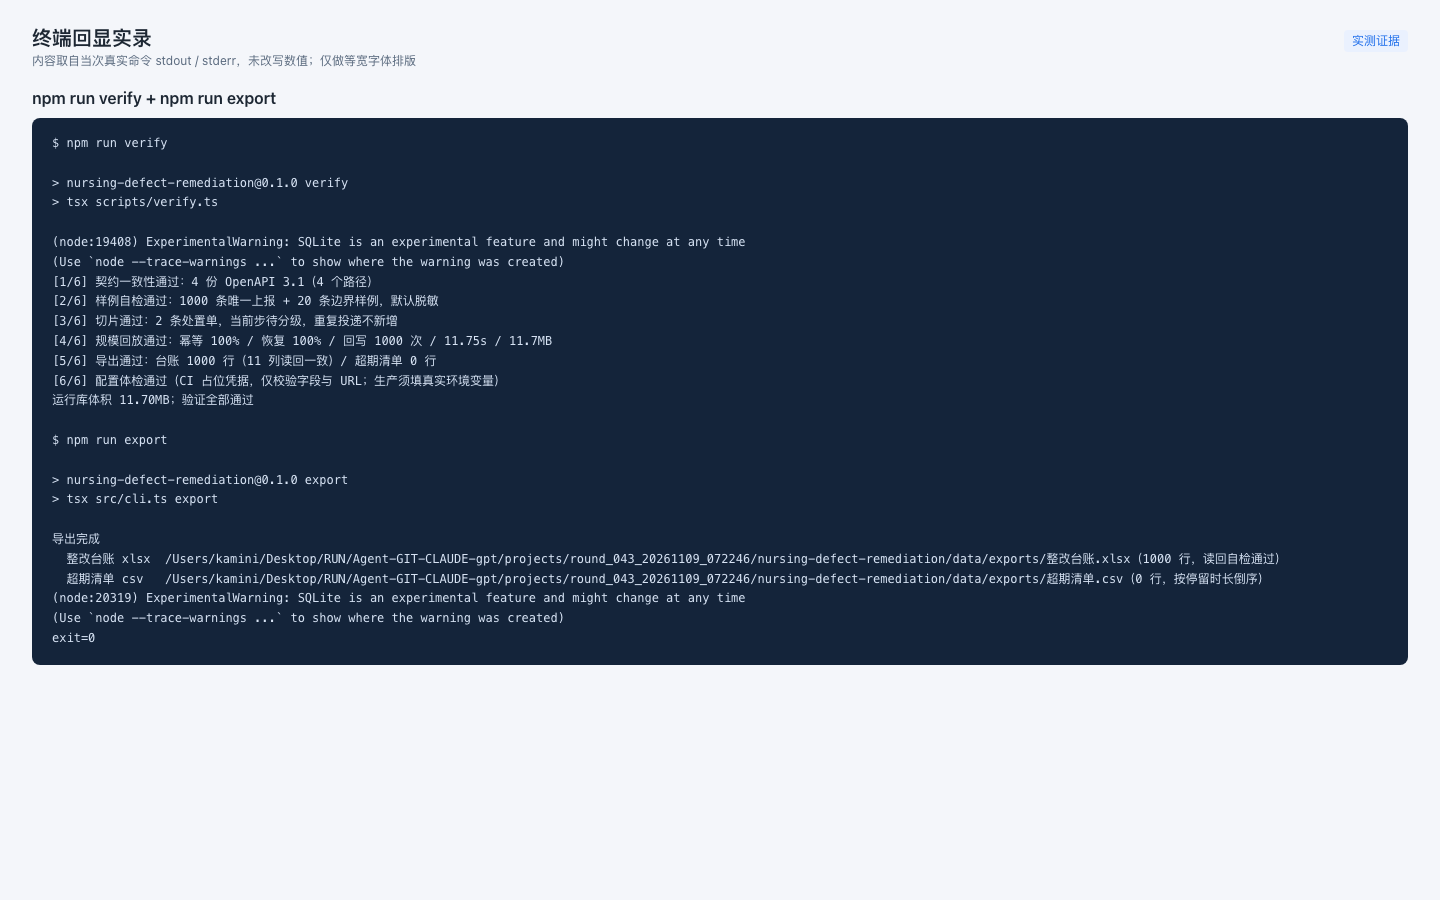 终端回显实录
实测证据
内容取自当次真实命令 stdout / stderr，未改写数值；仅做等宽字体排版
npm run verify + npm run export
$ npm run verify
> nursing-defect-remediation@0.1.0 verify
> tsx scripts/verify.ts
(node:19408) ExperimentalWarning: SQLite is an experimental feature and might change at any time
(Use `node --trace-warnings ...` to show where the warning was created)
[1/6] 契约一致性通过：4 份 OpenAPI 3.1（4 个路径）
[2/6] 样例自检通过：1000 条唯一上报 + 20 条边界样例，默认脱敏
[3/6] 切片通过：2 条处置单，当前步待分级，重复投递不新增
[4/6] 规模回放通过：幂等 100% / 恢复 100% / 回写 1000 次 / 11.75s / 11.7MB
[5/6] 导出通过：台账 1000 行（11 列读回一致）/ 超期清单 0 行
[6/6] 配置体检通过（CI 占位凭据，仅校验字段与 URL；生产须填真实环境变量）
运行库体积 11.70MB；验证全部通过
$ npm run export
> nursing-defect-remediation@0.1.0 export
> tsx src/cli.ts export
导出完成
整改台账 xlsx  /Users/kamini/Desktop/RUN/Agent-GIT-CLAUDE-gpt/projects/round_043_20261109_072246/nursing-defect-remediation/data/exports/整改台账.xlsx（1000 行，读回自检通过）
超期清单 csv   /Users/kamini/Desktop/RUN/Agent-GIT-CLAUDE-gpt/projects/round_043_20261109_072246/nursing-defect-remediation/data/exports/超期清单.csv（0 行，按停留时长倒序）
(node:20319) ExperimentalWarning: SQLite is an experimental feature and might change at any time
(Use `node --trace-warnings ...` to show where the warning was created)
exit=0